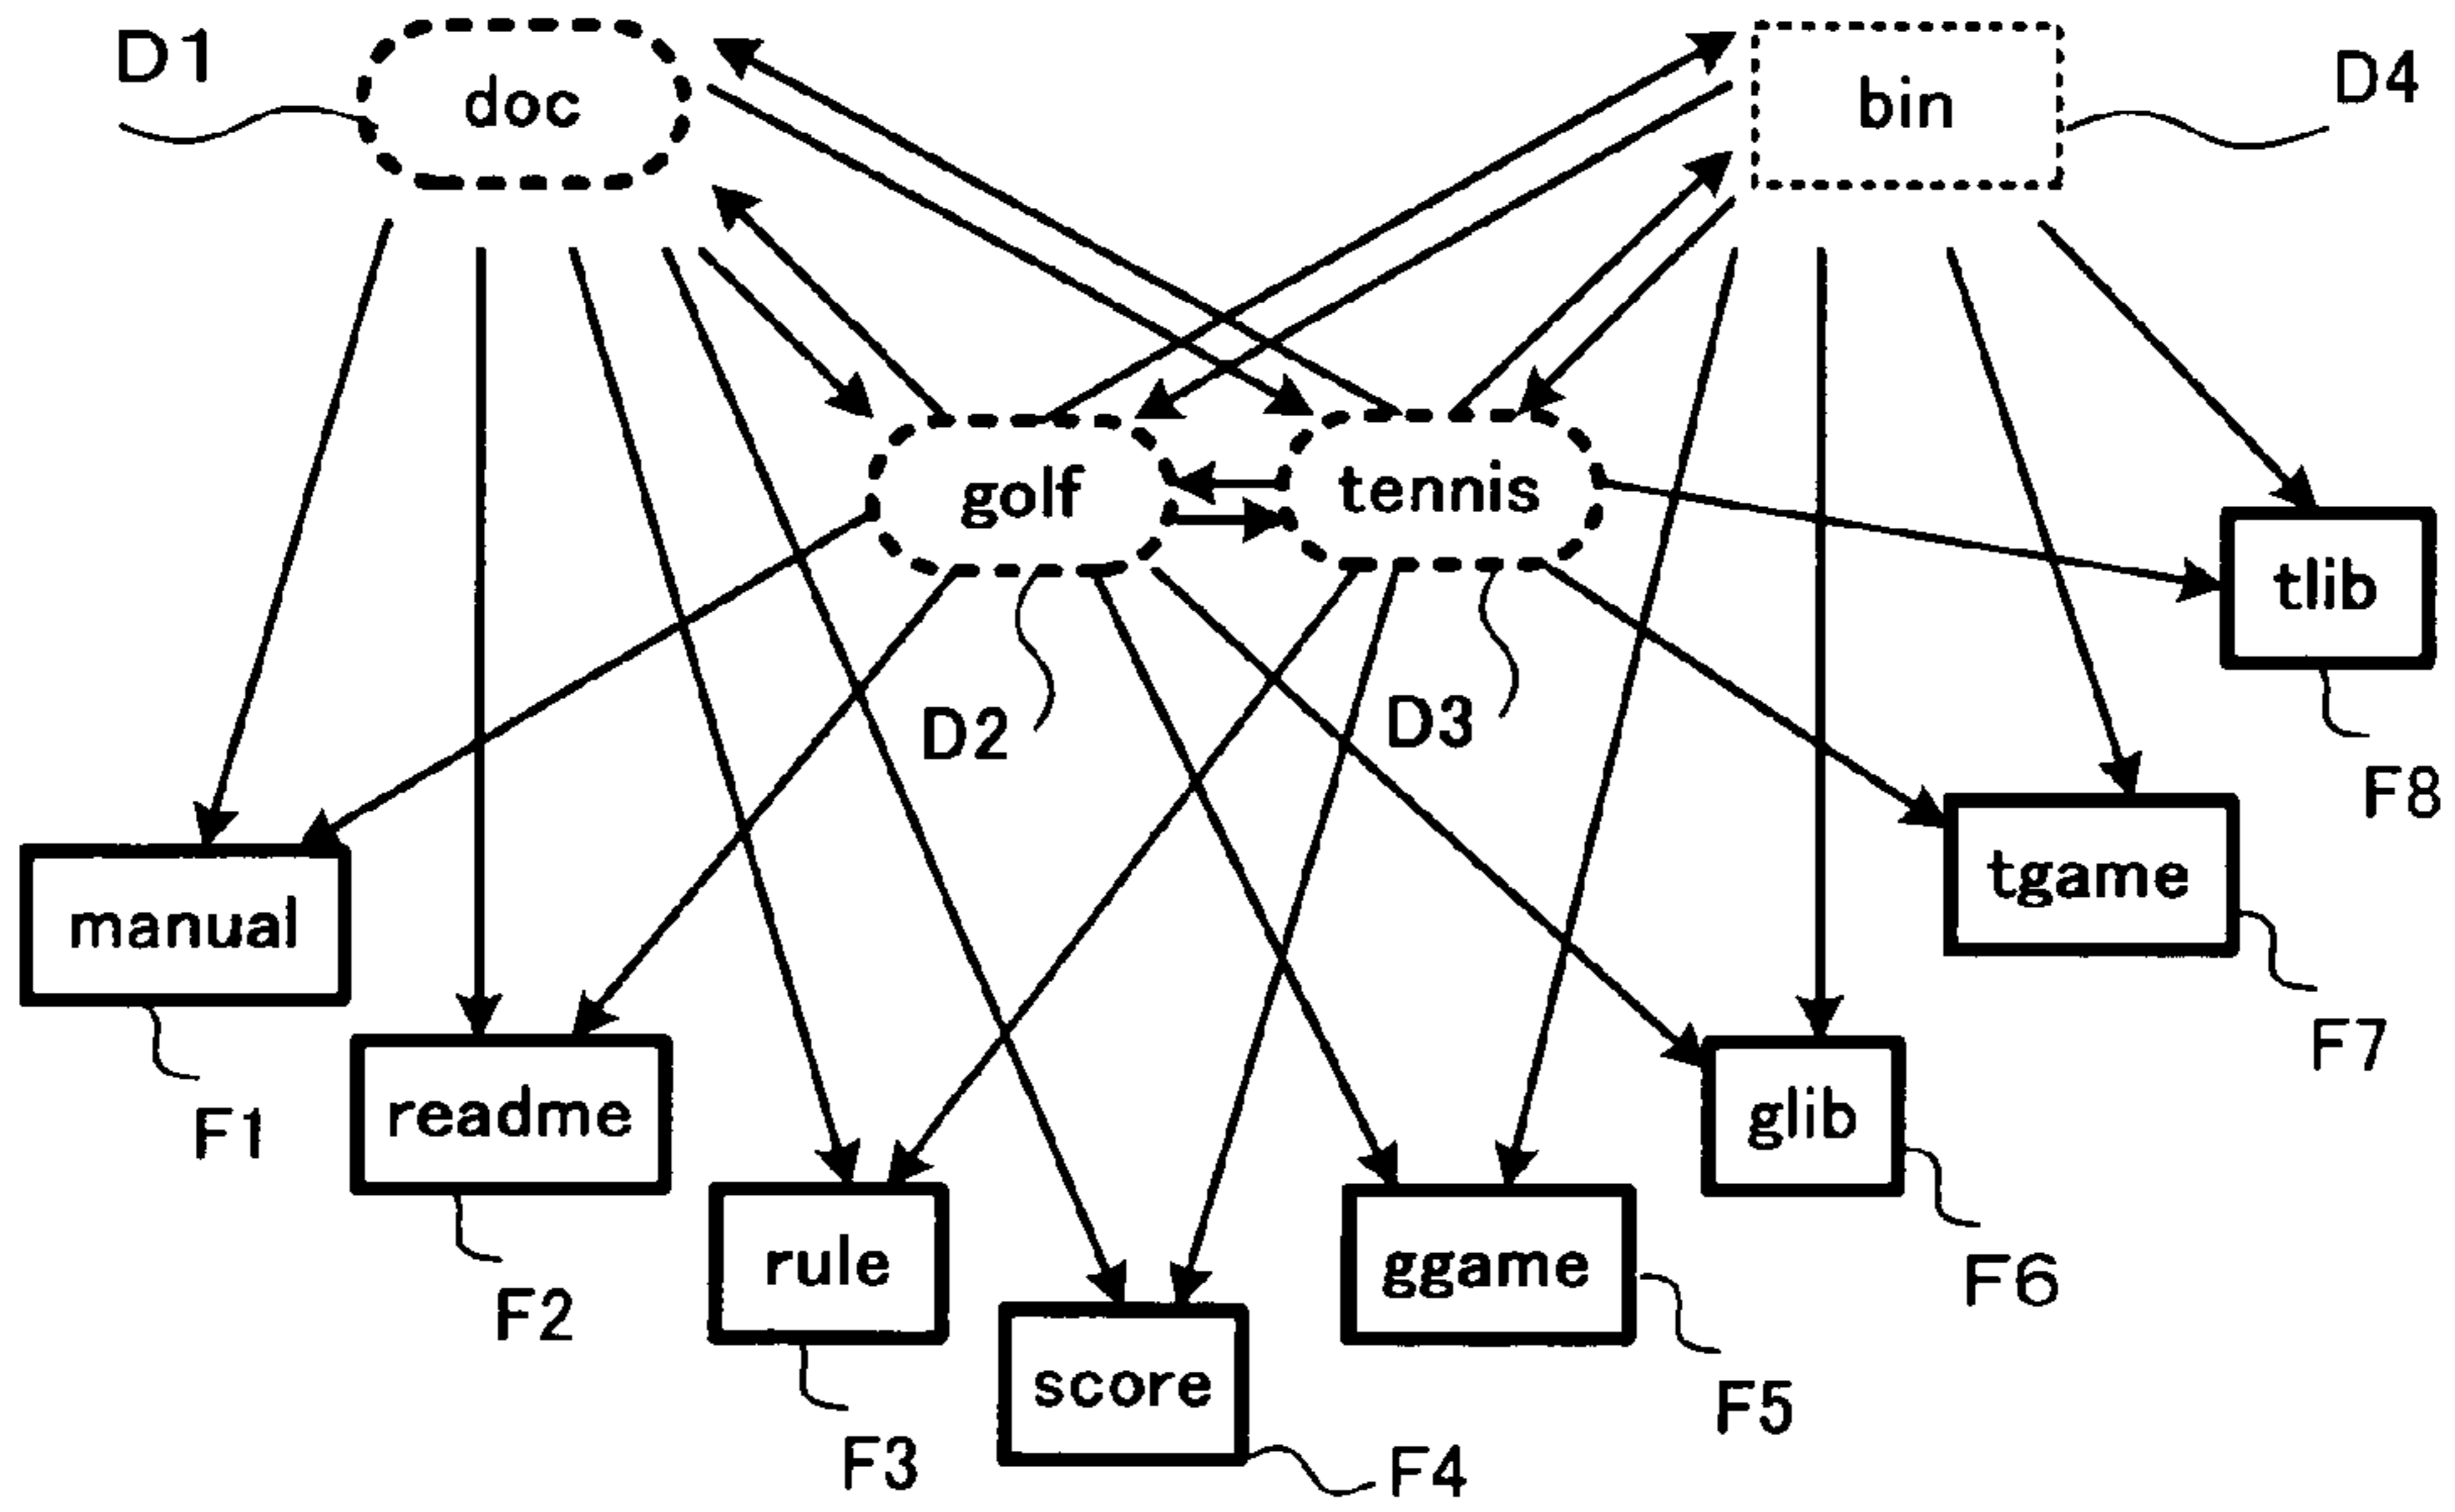 D1
doc
bin
D4
golf
tennis
tlib
D2
D3
F8
tgame
manual
F7
readme
glib
F1
rule
ggame
F6
F2
score
F5
F3
F4